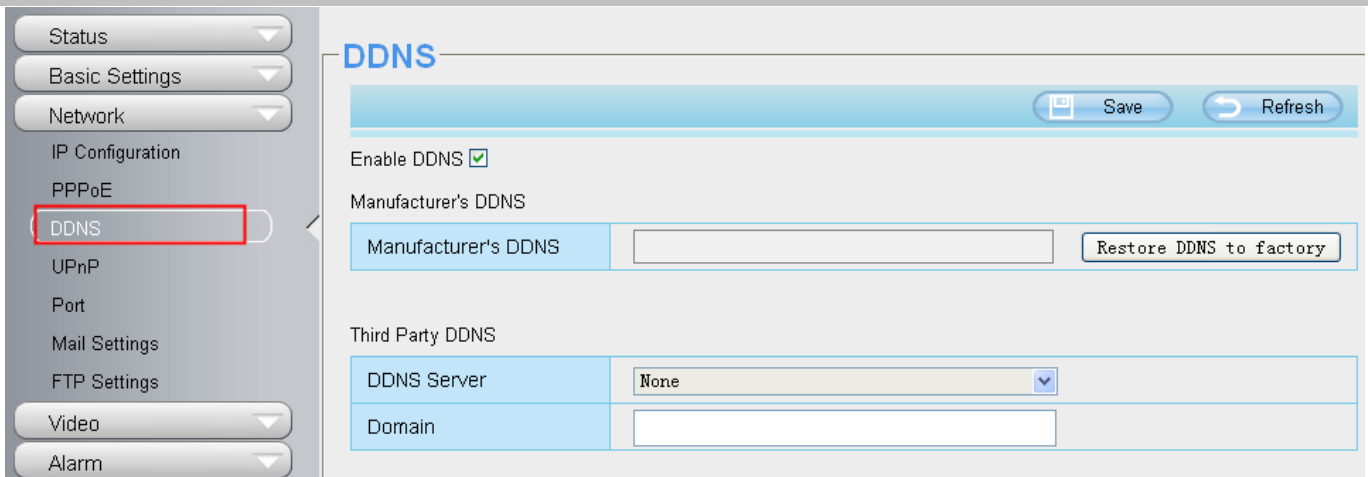 Status
Basic Settings
Network
IP Configuration
PPPoE
DDNS
UPnP
Port
Mail Settings
FTP Settings
Video
Alarm
DDNS
Save Refresh
Enable DDNS
Manufacturer's DDNS
Manufacturer's DDNS Restore DDNS to factory
Third Party DDNS
DDNS Server None
Domain